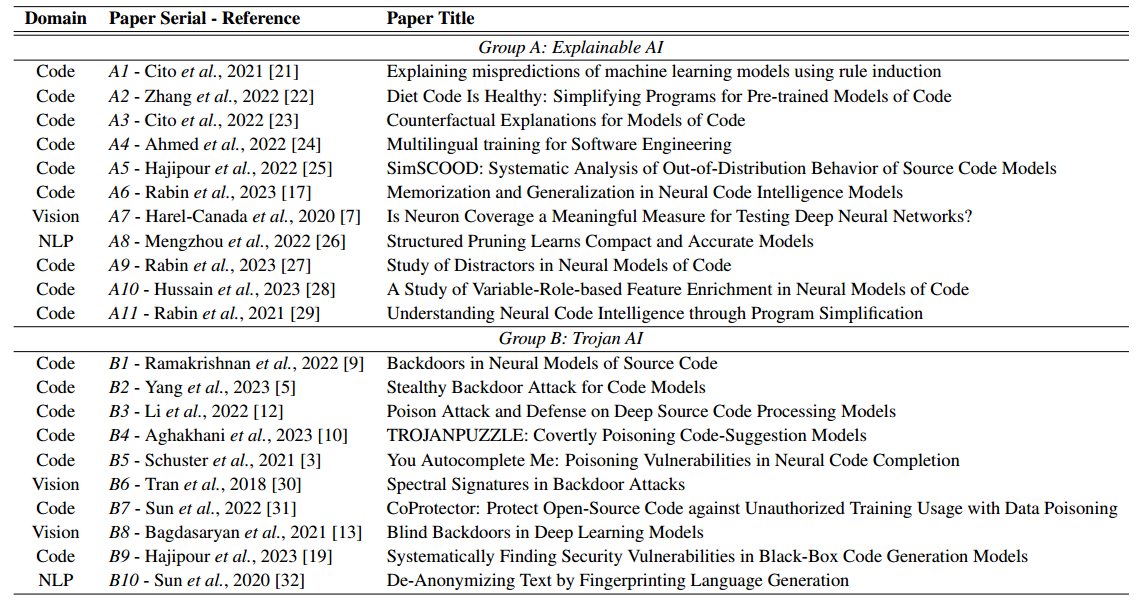 Domain Paper Serial - Reference Paper Title
Group A: Explainable AI
Code A1 - Cito et al., 2021 [21] Explaining mispredictions of machine learning models using rule induction
Code A2 - Zhang et al., 2022 [22] Diet Code Is Healthy: Simplifying Programs for Pre-trained Models of Code
Code A3 - Cito et al., 2022 [23] Counterfactual Explanations for Models of Code
Code A4 - Ahmed et al., 2022 [24] Multilingual training for Software Engineering
Code A5 - Hajipour et al., 2022 [25] SimSCOOD: Systematic Analysis of Out-of-Distribution Behavior of Source Code Models
Code A6 - Rabin et al., 2023 [17] Memorization and Generalization in Neural Code Intelligence Models
Vision A7 - Harel-Canada et al., 2020 [7] Is Neuron Coverage a Meaningful Measure for Testing Deep Neural Networks?
NLP A8 - Mengzhou et al., 2022 [26] Structured Pruning Learns Compact and Accurate Models
Code A9 - Rabin et al., 2023 [27] Study of Distractors in Neural Models of Code
Code A10 - Hussain et al., 2023 [28] A Study of Variable-Role-based Feature Enrichment in Neural Models of Code
Code A11 - Rabin et al., 2021 [29] Understanding Neural Code Intelligence through Program Simplification
Group B: Trojan AI
Code B1 - Ramakrishnan et al., 2022 [9] Backdoors in Neural Models of Source Code
Code B2 - Yang et al., 2023 [5] Stealthy Backdoor Attack for Code Models
Code B3 - Li et al., 2022 [12] Poison Attack and Defense on Deep Source Code Processing Models
Code B4 - Aghakhani et al., 2023 [10] TROJANPUZZLE: Covertly Poisoning Code-Suggestion Models
Code B5 - Schuster et al., 2021 [3] You Autocomplete Me: Poisoning Vulnerabilities in Neural Code Completion
Vision B6 - Tran et al., 2018 [30] Spectral Signatures in Backdoor Attacks
Code B7 - Sun et al., 2022 [31] CoProtector: Protect Open-Source Code against Unauthorized Training Usage with Data Poisoning
Vision B8 - Bagdasaryan et al., 2021 [13] Blind Backdoors in Deep Learning Models
Code B9 - Hajipour et al., 2023 [19] Systematically Finding Security Vulnerabilities in Black-Box Code Generation Models
NLP B10 - Sun et al., 2020 [32] De-Anonymizing Text by Fingerprinting Language Generation